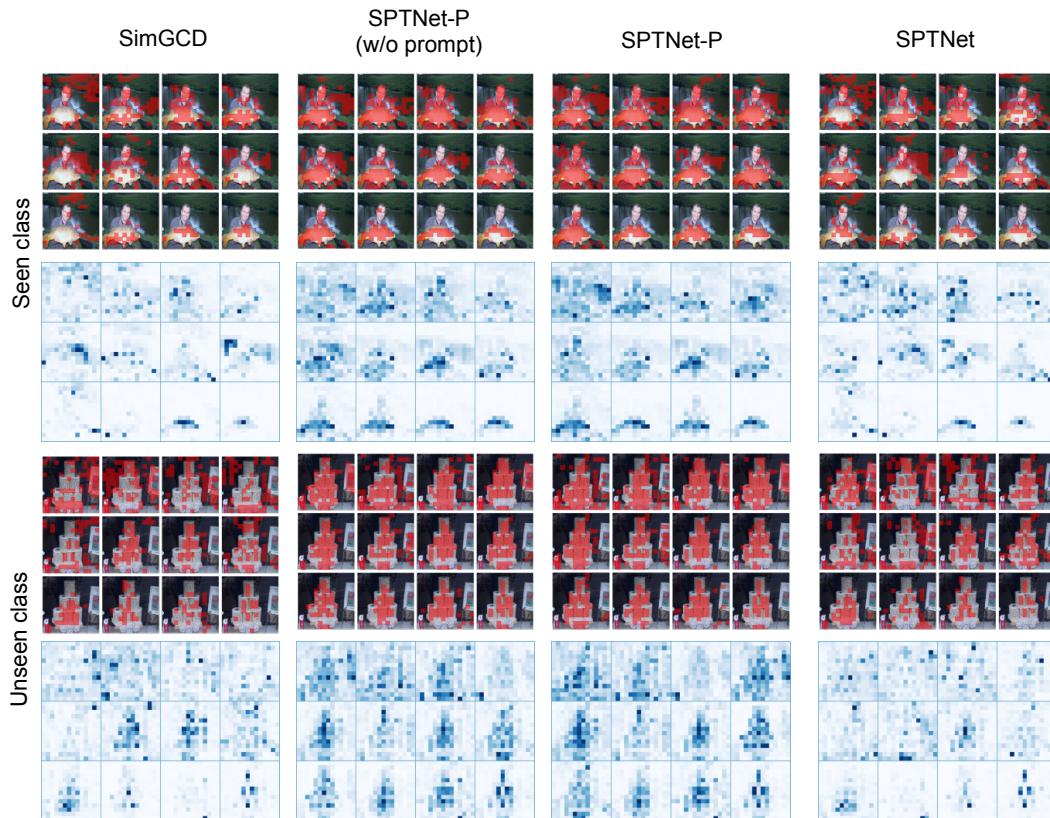 SimGCD
SPTNet-P
(w/o prompt)
SPTNet-P
SPTNet
Seen class
Unseen class